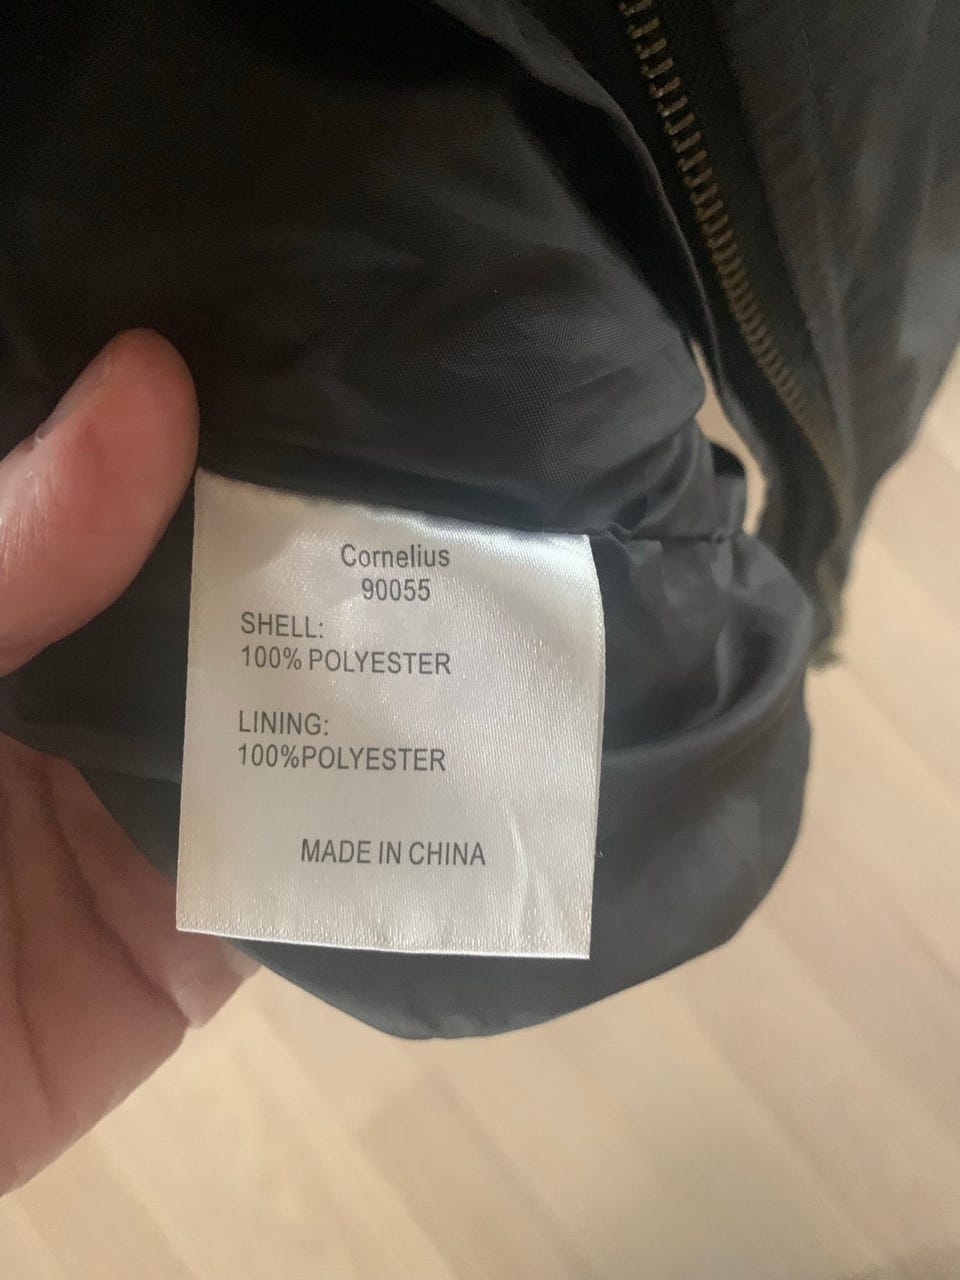 Cornelius
90055
SHELL:
100% POLYESTER
LINING:
100%POLYESTER
MADE IN CHINA